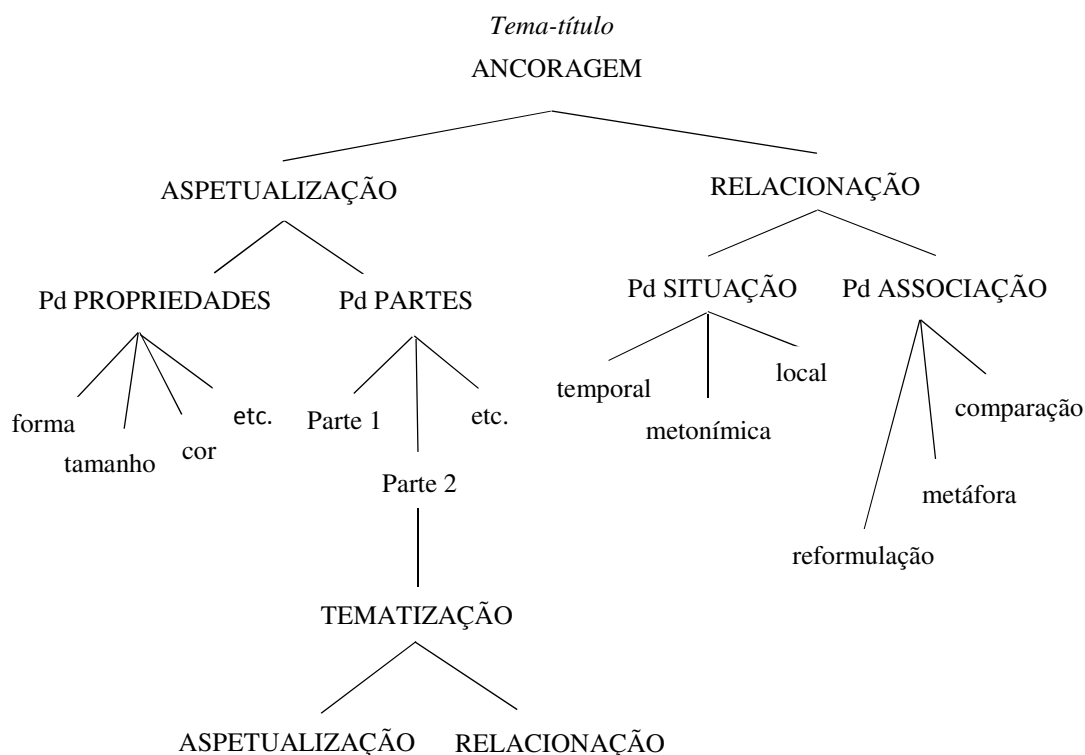 Tema-título
ANCORAGEM
ASPETUALIZAÇÃO RELACIONAÇÃO
Pd PROPRIEDADES Pd PARTES Pd SITUAÇÃO Pd ASSOCIAÇÃO
forma tamanho cor etc. Parte 1 Parte 2 etc. temporal metonímica local reformulação metáfora comparação
TEMATIZAÇÃO
ASPETUALIZAÇÃO RELACIONAÇÃO